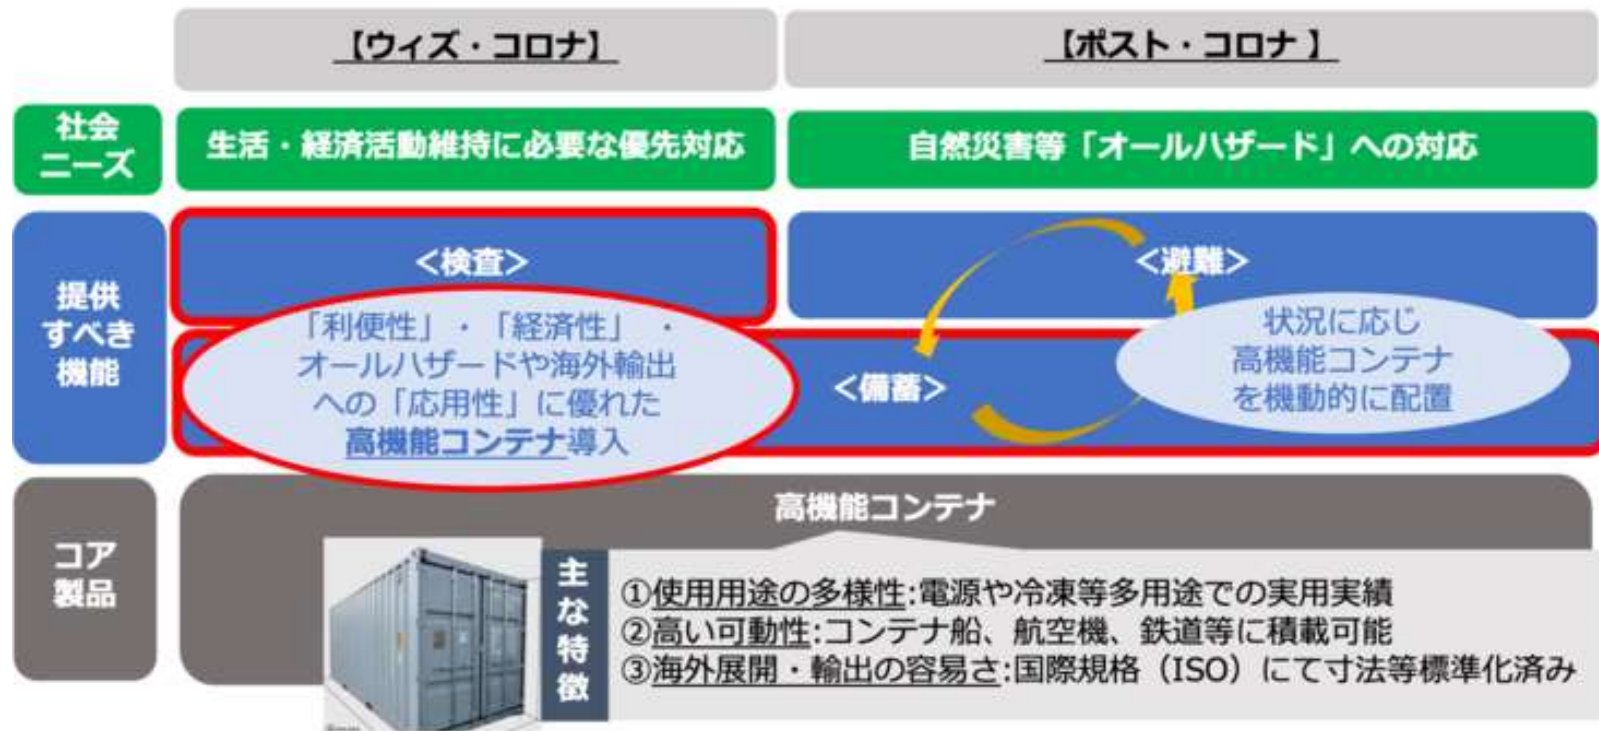 【ウィズ・コロナ】
【ポスト・コロナ 】
社会
ニーズ
生活・経済活動維持に必要な優先対応
自然災害等「オールハザード」への対応
提供
すべき
機能
<検査>
「利便性」・「経済性」 ・
オールハザードや海外輸出
への「応用性」に優れた
高機能コンテナ導入
<避難>
<備蓄>
状況に応じ
高機能コンテナ
を機動的に配置
コア
製品
高機能コンテナ
主な特徴
①使用用途の多様性:電源や冷凍等多用途での実用実績
②高い可動性:コンテナ船、航空機、鉄道等に積載可能
③海外展開・輸出の容易さ:国際規格（ISO）にて寸法等標準化済み